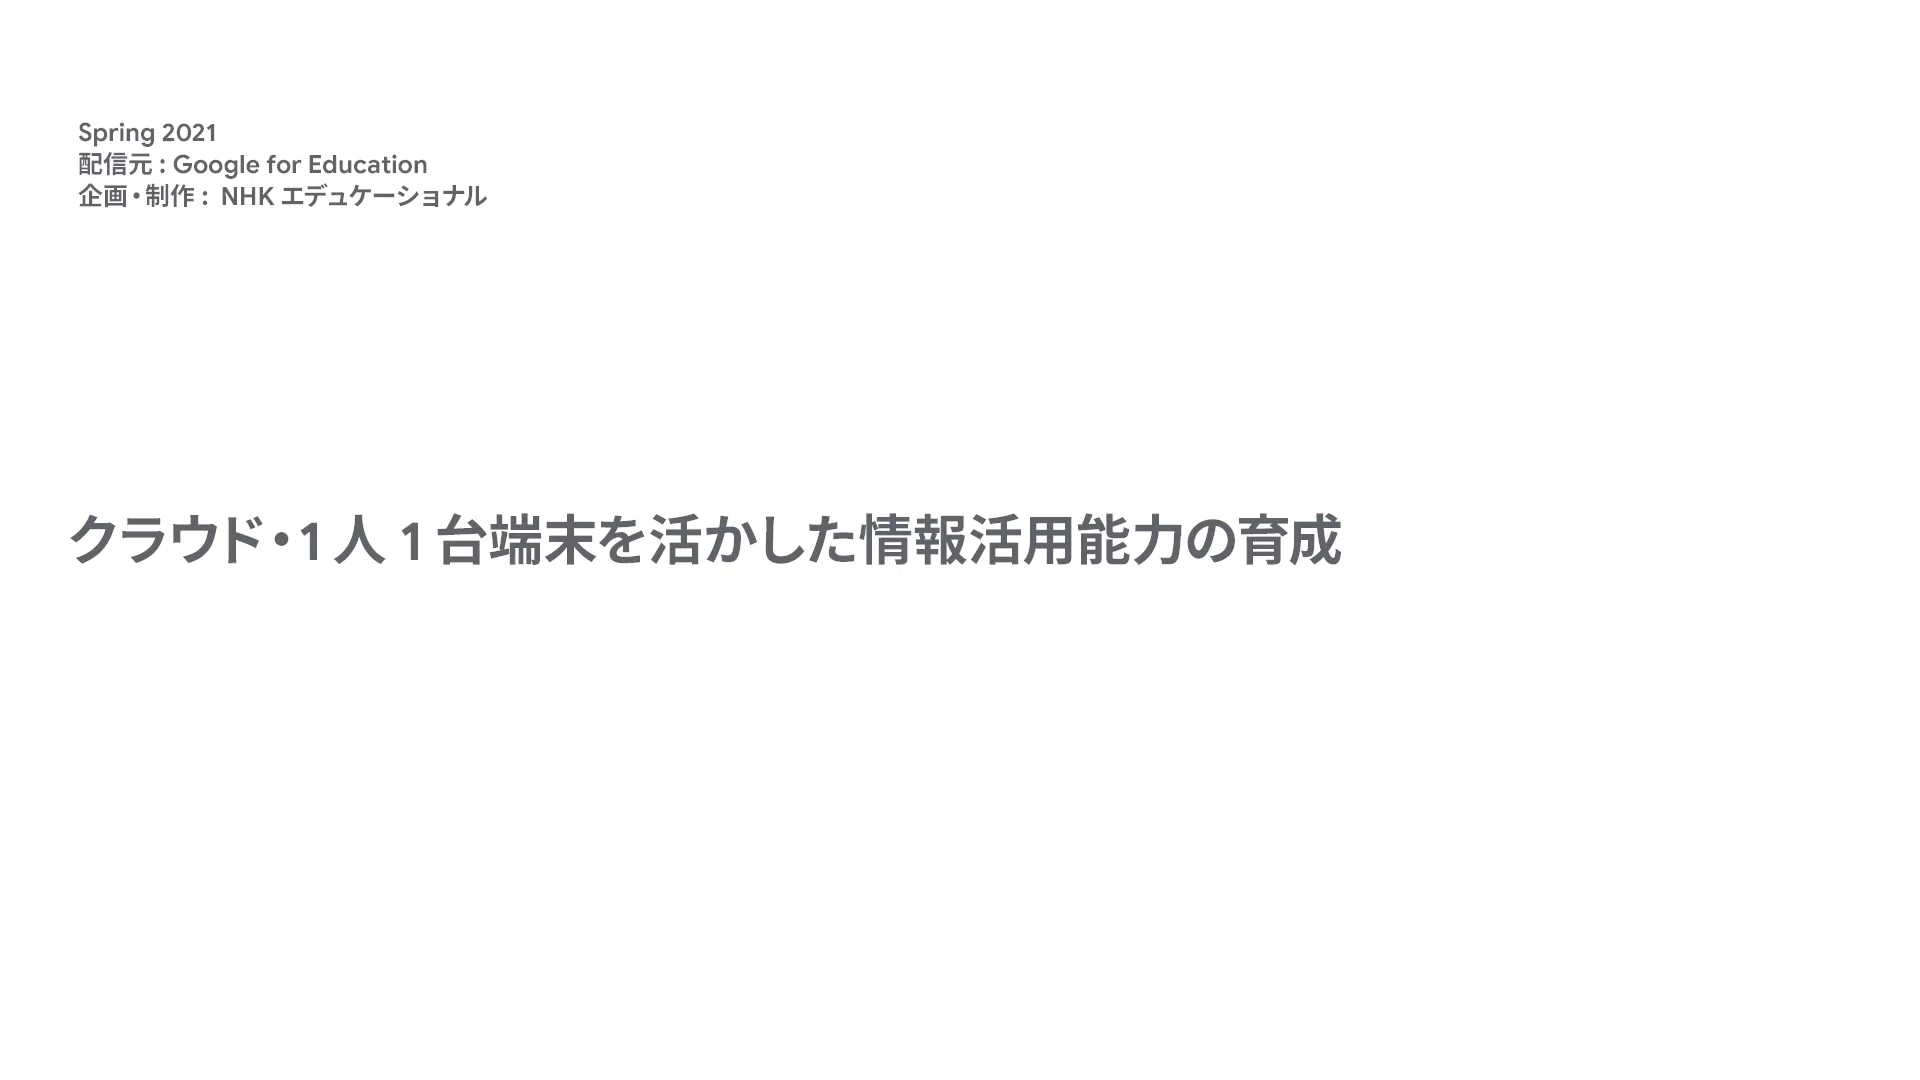 Spring 2021
配信元 : Google for Education
企画・制作 :  NHK エデュケーショナル
クラウド・1 人 1 台端末を活かした情報活用能力の育成